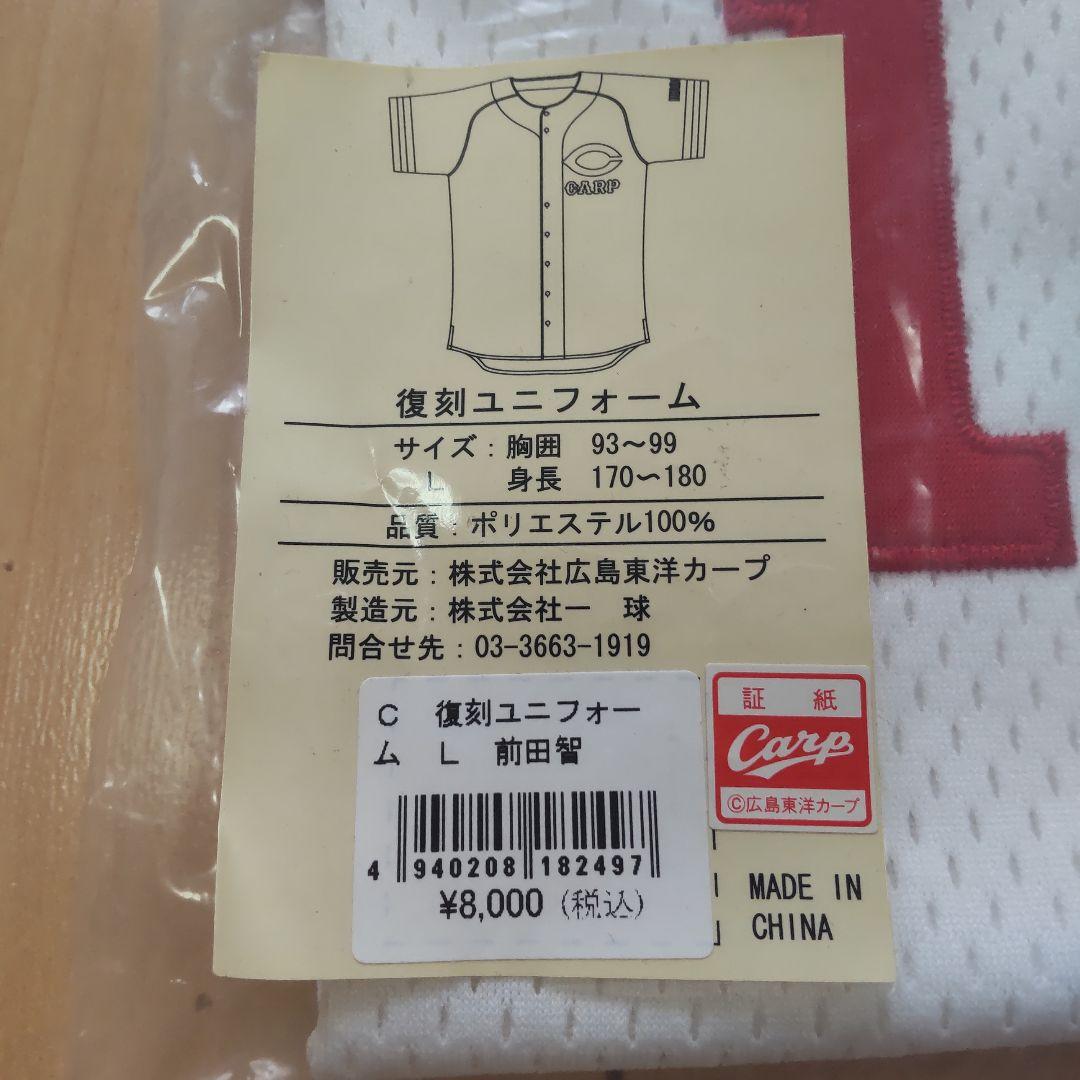 CARP
復刻ユニフォーム
サイズ：胸囲 93～99
L 身長 170～180
品質：ポリエステル100%
販売元：株式会社広島東洋カープ
製造元：株式会社一 球
問合せ先：03-3663-1919
C 復刻ユニフォー
ム L 前田智
4 940208 182497
¥8,000（税込）
証 紙
Carp
©広島東洋カープ
MADE IN
CHINA